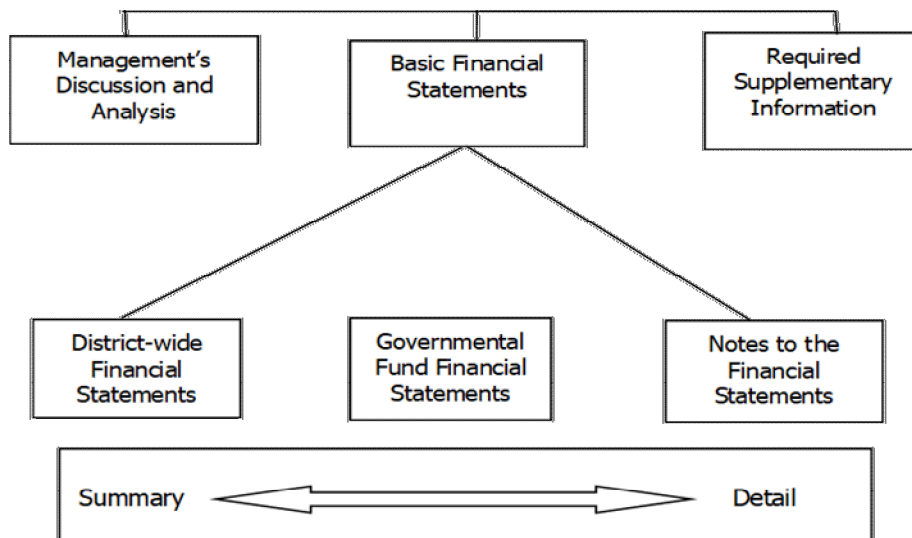 Management's
Discussion and
Analysis
Basic Financial
Statements
Required
Supplementary
Information
District-wide
Financial
Statements
Governmental
Fund Financial
Statements
Notes to the
Financial
Statements
Summary
Detail